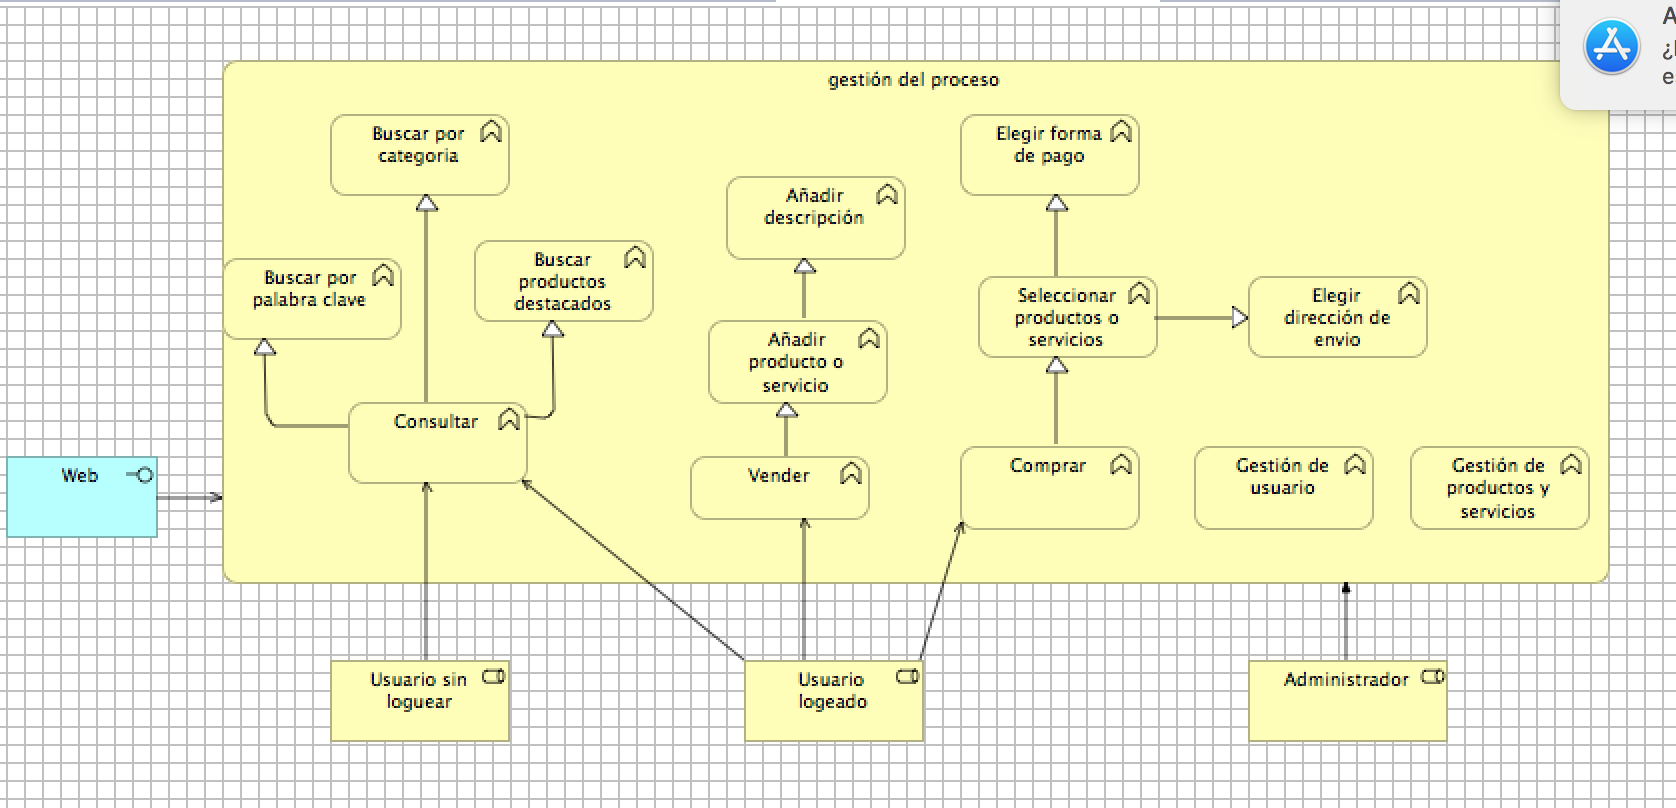 A
¿
e
gestión del proceso
Buscar por
categoria
Elegir forma
de pago
Añadir
descripción
Buscar
productos
destacados
Buscar por
palabra clave
Seleccionar
productos o
servicios
Elegir
dirección de
envio
Añadir
producto o
servicio
Consultar
Web
Vender
Comprar
Gestión de
usuario
Gestión de
productos y
servicios
Usuario sin
loguear
Usuario
logeado
Administrador